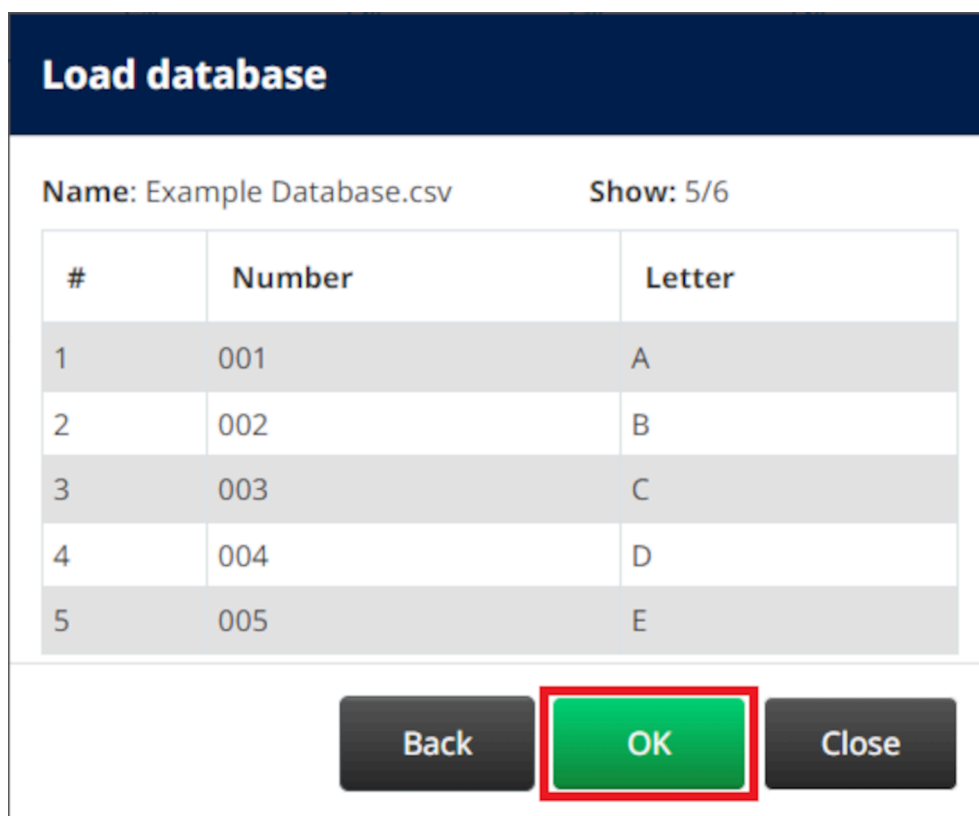 Load database
Name: Example Database.csv Show: 5/6
# Number Letter
1 001 A
2 002 B
3 003 C
4 004 D
5 005 E
Back OK Close